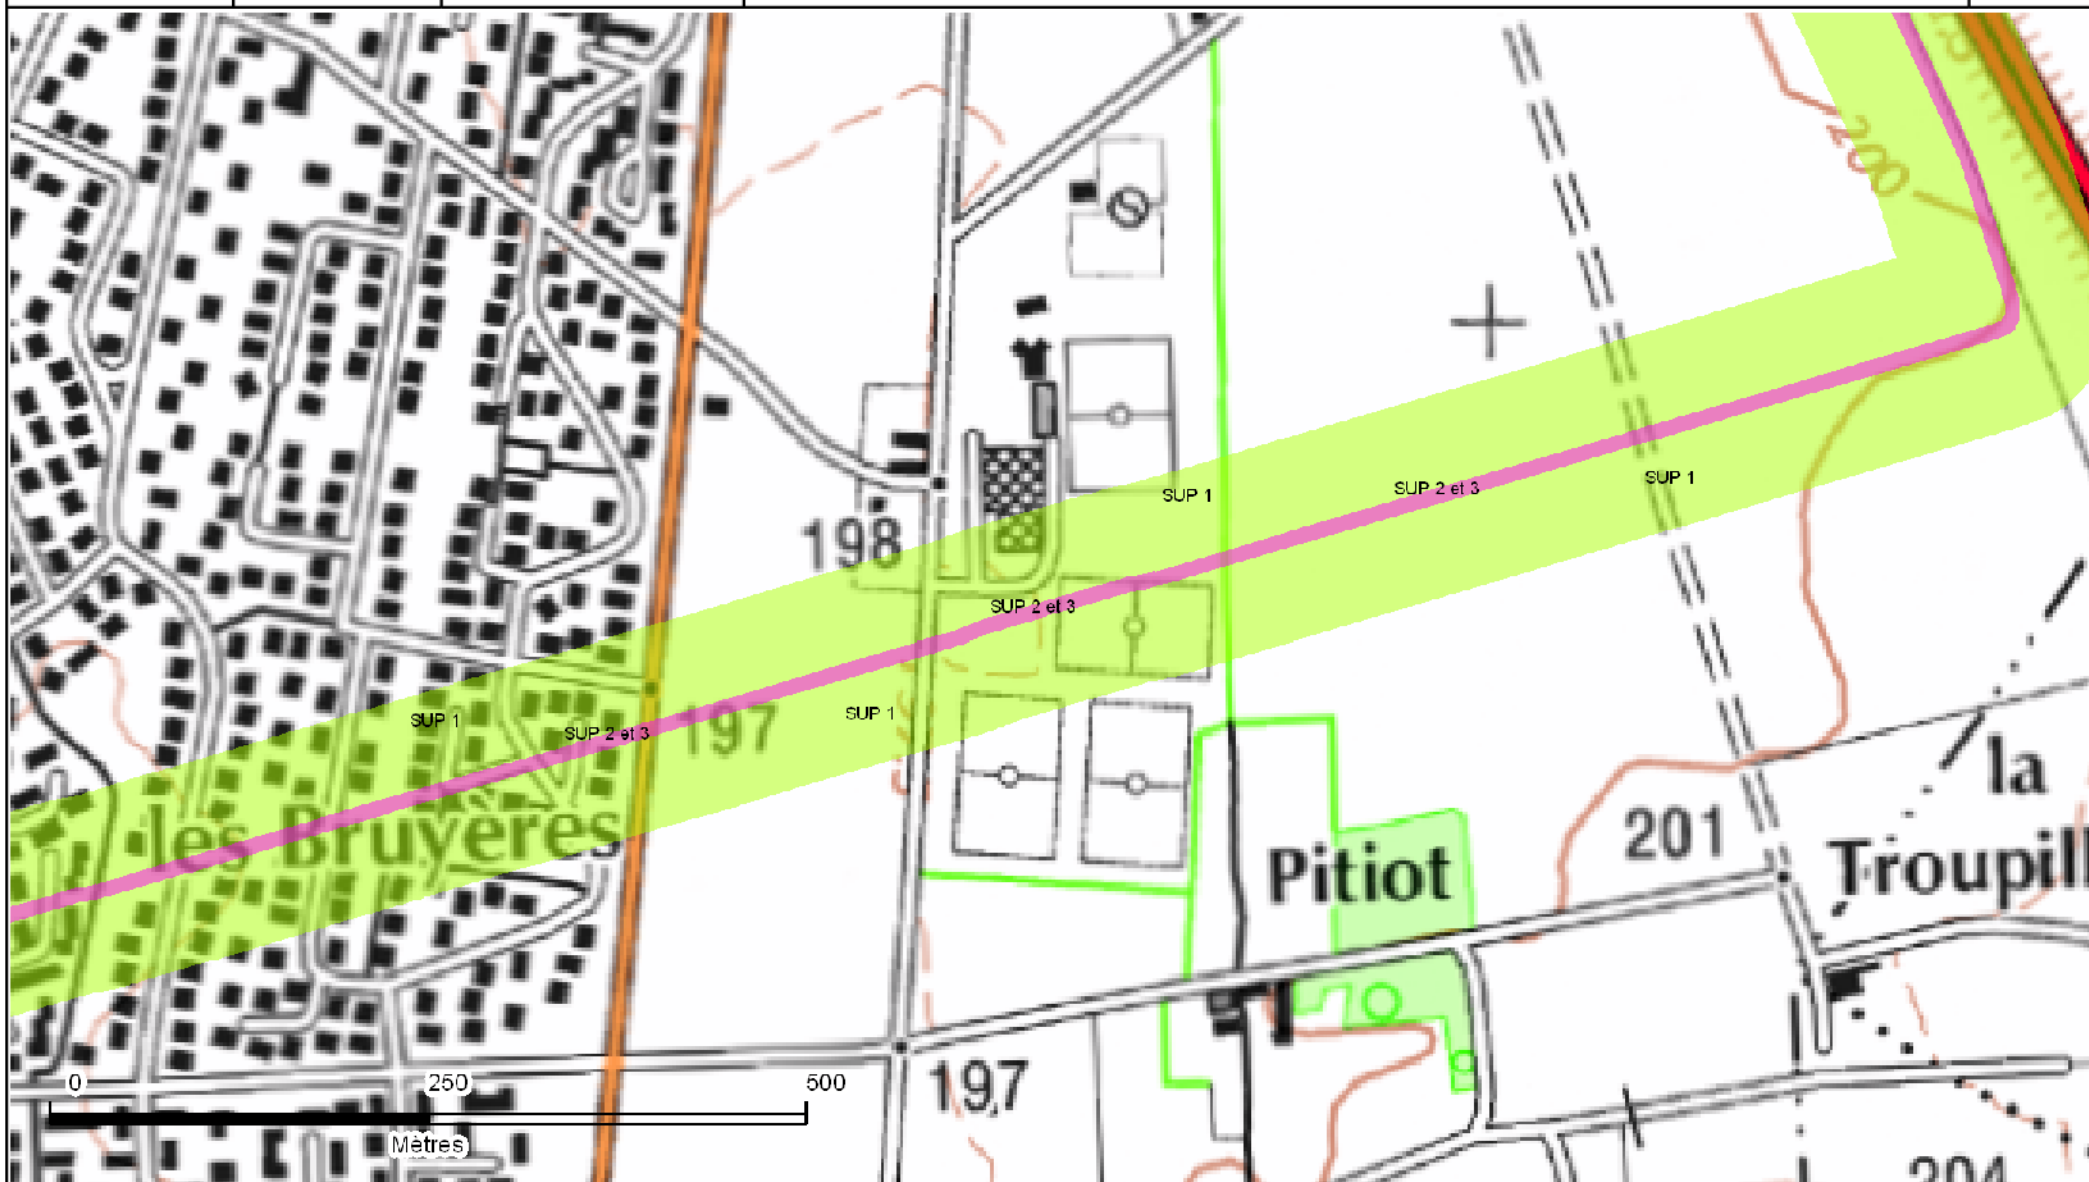 200
SUP 1
SUP 2 et 3
SUP 1
198
SUP 2 et 3
SUP 1
SUP 1
SUP 2 et 3
197
la
les Bruyères
201
Pitiot
Troupill
0
250
500
197
Mètres
204